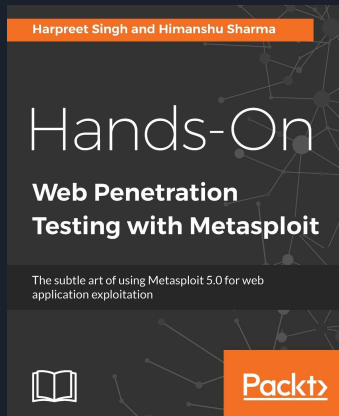 Harpreet Singh and Himanshu Sharma
Hands-On
Web Penetration
Testing with Metasploit
The subtle art of using Metasploit 5.0 for web
application exploitation
Packt>